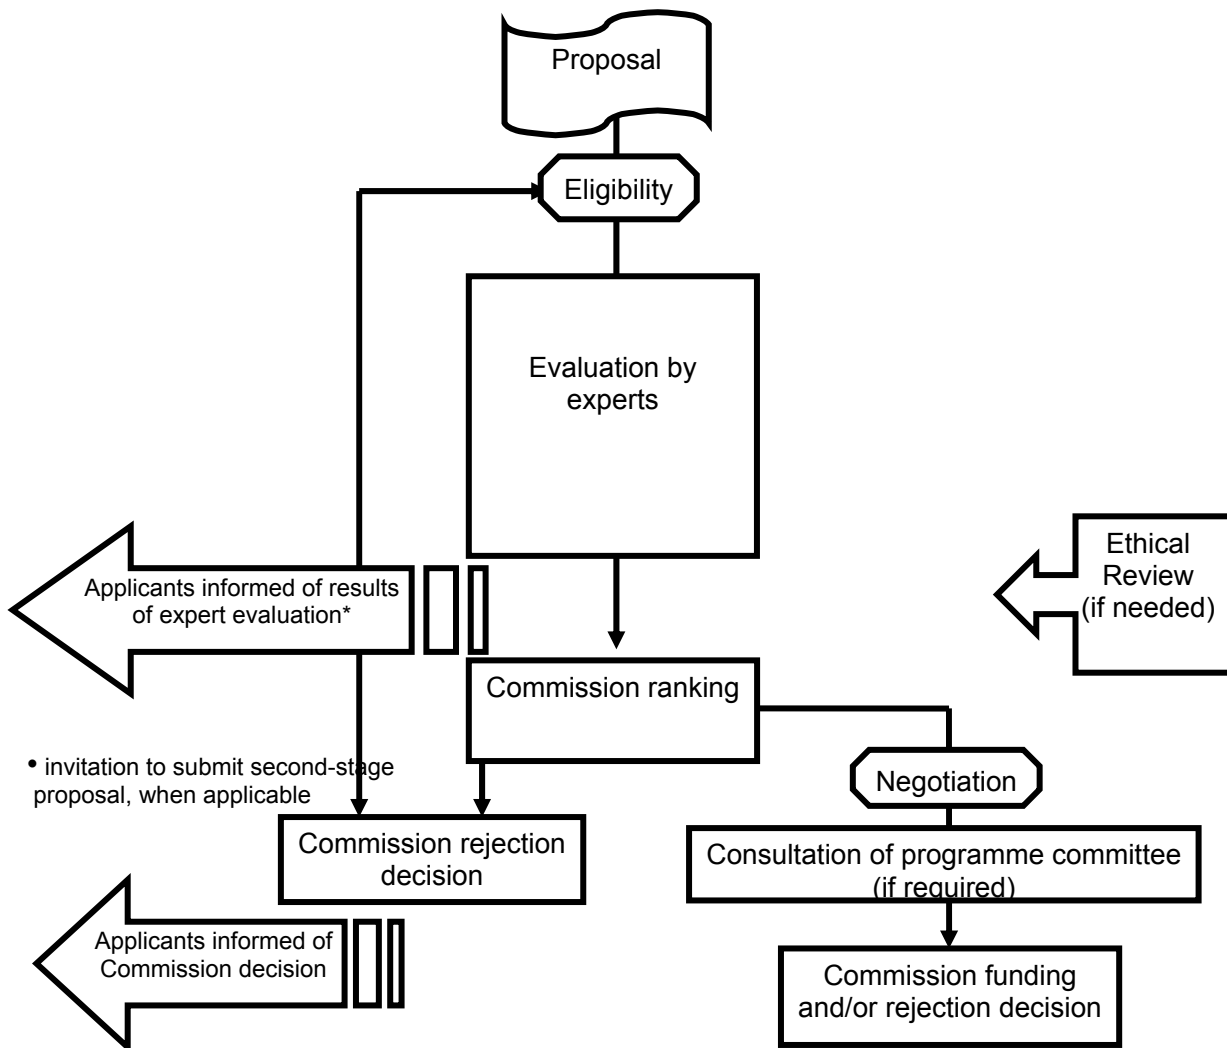 Proposal
Eligibility
Evaluation by
experts
Ethical
Review
(if needed)
Applicants informed of results
of expert evaluation*
Commission ranking
• invitation to submit second-stage
proposal, when applicable
Negotiation
Commission rejection
decision
Consultation of programme committee
(if required)
Applicants informed of
Commission decision
Commission funding
and/or rejection decision